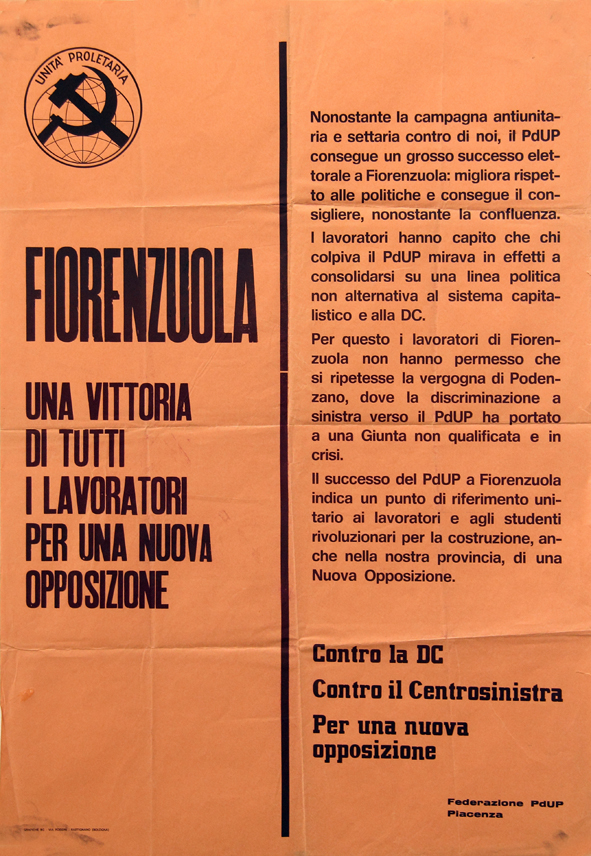 UNITÀ PROLETARIA
FIORENZUOLA
UNA VITTORIA
DI TUTTI
I LAVORATORI
PER UNA NUOVA
OPPOSIZIONE
Nonostante la campagna antiunita-
ria e settaria contro di noi, il PdUP
consegue un grosso successo elet-
torale a Fiorenzuola: migliora rispet-
to alle politiche e consegue il con-
sigliere, nonostante la confluenza.
I lavoratori hanno capito che chi
colpiva il PdUP mirava in effetti a
consolidarsi su una linea politica
non alternativa al sistema capita-
listico e alla DC.
Per questo i lavoratori di Fioren-
zuola non hanno permesso che
si ripetesse la vergogna di Poden-
zano, dove la discriminazione a
sinistra verso il PdUP ha portato
a una Giunta non qualificata e in
crisi.
Il successo del PdUP a Fiorenzuola
indica un punto di riferimento uni-
tario ai lavoratori e agli studenti
rivoluzionari per la costruzione, an-
che nella nostra provincia, di una
Nuova Opposizione.
Contro la DC
Contro il Centrosinistra
Per una nuova
opposizione
Federazione PdUP
Piacenza